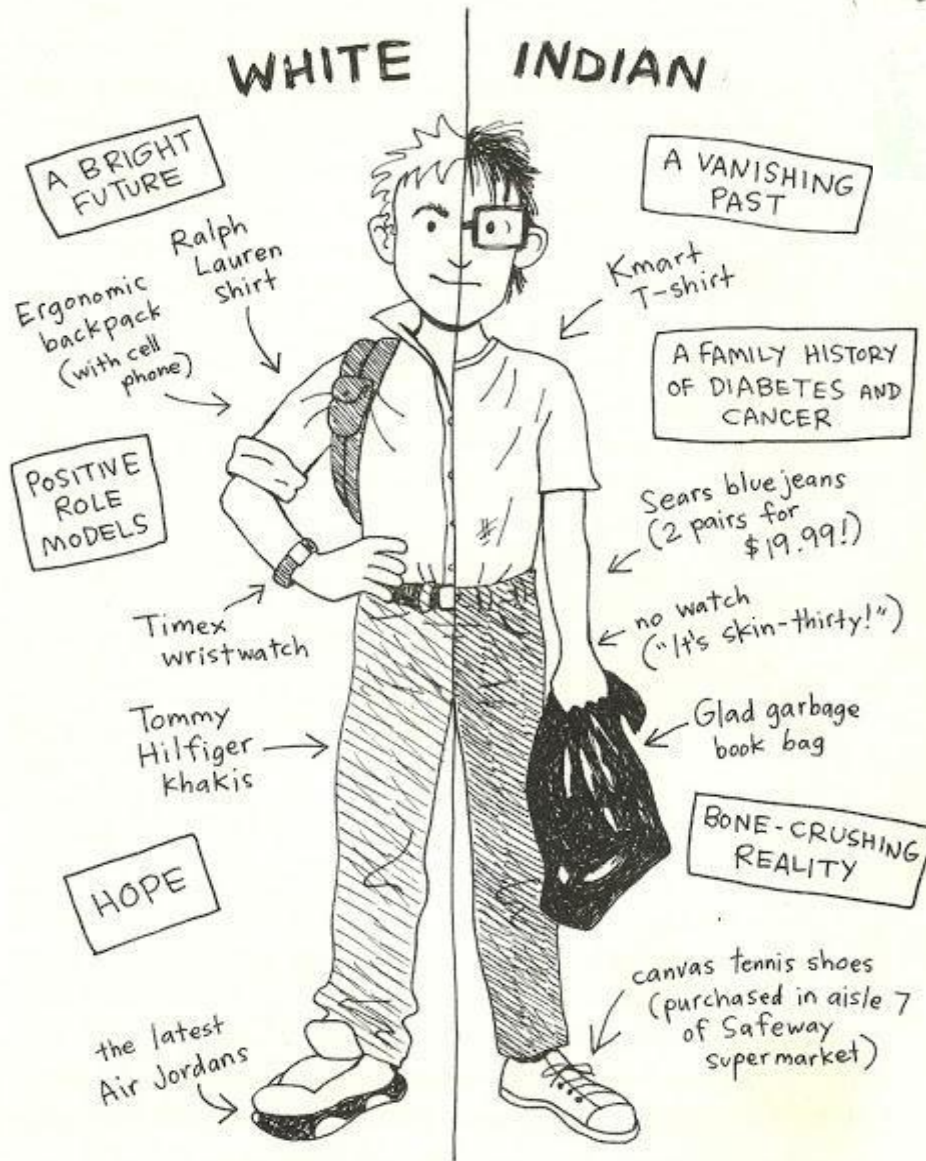 WHITE
INDIAN
A BRIGHT
FUTURE
Ralph
Lauren
shirt
Ergonomic
backpack
(with cell
phone)
POSITIVE
ROLE
MODELS
Timex
wristwatch
Tommy
Hilfiger
khakis
HOPE
the latest
Air Jordans
A VANISHING
PAST
Kmart
T-shirt
A FAMILY HISTORY
OF DIABETES AND
CANCER
Sears blue jeans
(2 pairs for
$19.99!)
no watch
("It's skin-thirty!")
Glad garbage
book bag
BONE-CRUSHING
REALITY
canvas tennis shoes
(purchased in aisle 7
of Safeway
supermarket)